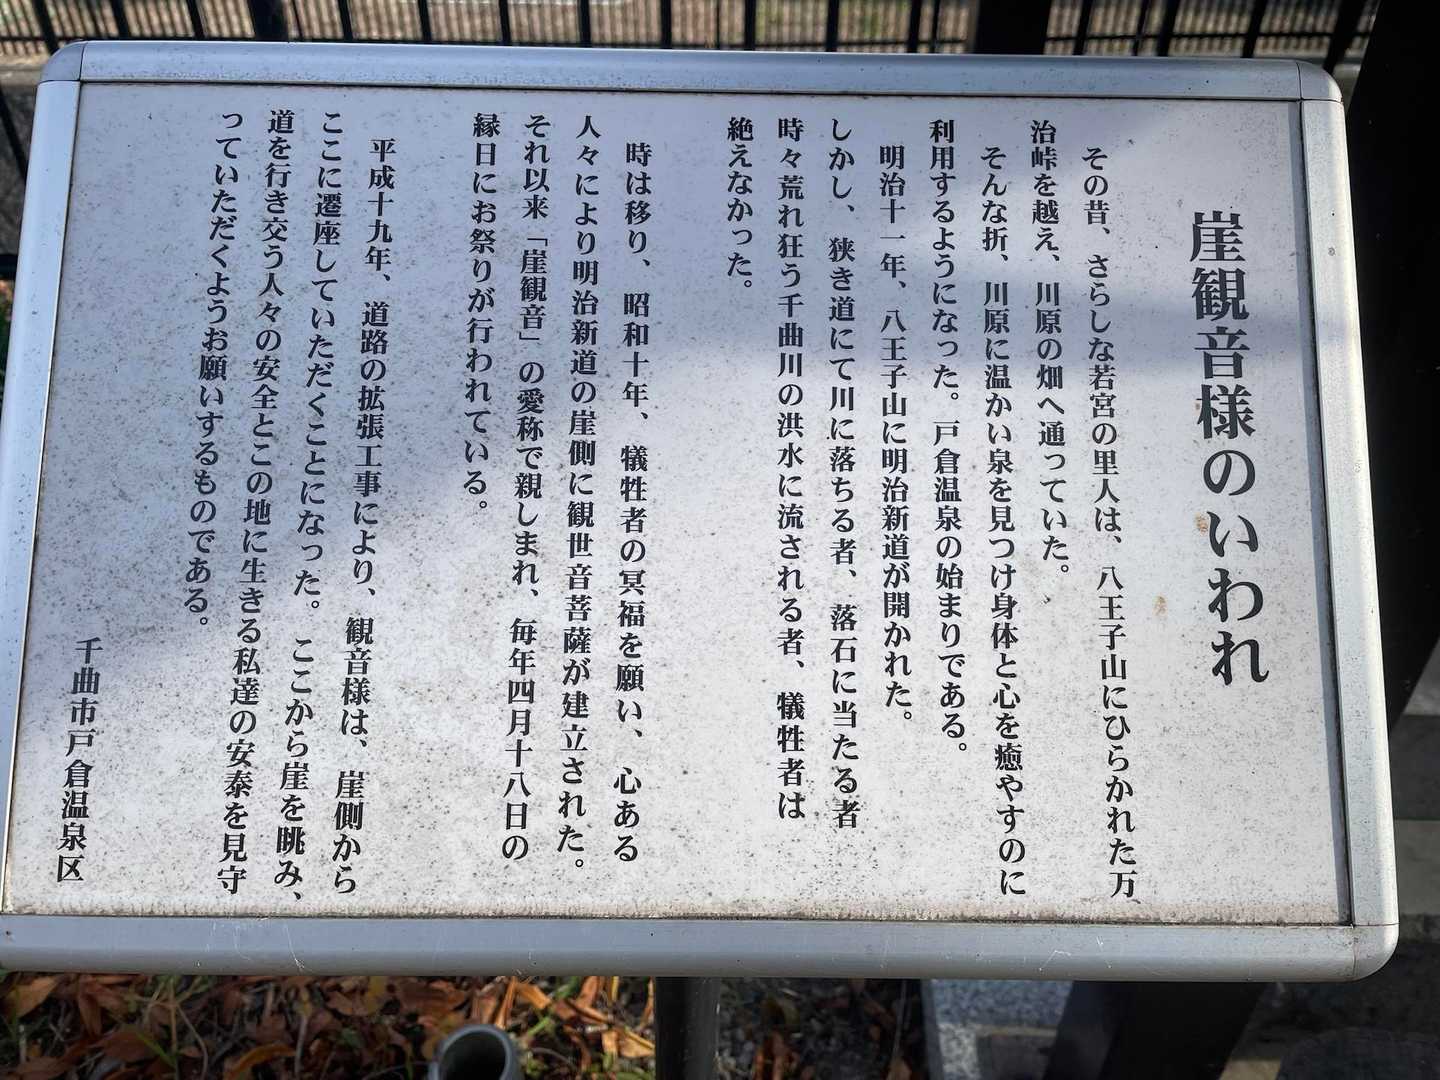 崖観音様のいわれ
その昔、さらしな若宮の里人は、八王子山にひらかれた万
治峠を越え、川原の畑へ通っていた。
そんな折、川原に温かい泉を見つけ身体と心を癒やすのに
利用するようになった。戸倉温泉の始まりである。
明治十一年、八王子山に明治新道が開かれた。
しかし、狭き道にて川に落ちる者、落石に当たる者
時々荒れ狂う千曲川の洪水に流される者、犠牲者は
絶えなかった。
時は移り、昭和十年、犠牲者の冥福を願い、心ある
人々により明治新道の崖側に観世音菩薩が建立された。
それ以来「崖観音」の愛称で親しまれ、毎年四月十八日の
縁日にお祭りが行われている。
平成十九年、道路の拡張工事により、観音様は、崖側から
ここに遷座していただくことになった。ここから崖を眺み、
道を行き交う人々の安全とこの地に生きる私達の安泰を見守
っていただくようお願いするものである。
千曲市戸倉温泉区